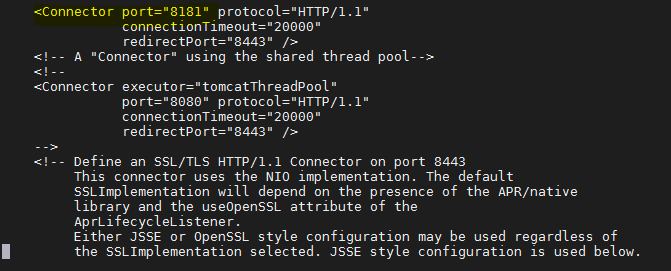 <Connector port="8181" protocol="HTTP/1.1"
connectionTimeout="20000"
redirectPort="8443" />
<!-- A "Connector" using the shared thread pool-->
<!--
<Connector executor="tomcatThreadPool"
port="8080" protocol="HTTP/1.1"
connectionTimeout="20000"
redirectPort="8443" />
-->
<!-- Define an SSL/TLS HTTP/1.1 Connector on port 8443
This connector uses the NIO implementation. The default
SSLImplementation will depend on the presence of the APR/native
library and the useOpenSSL attribute of the
AprLifecycleListener.
Either JSSE or OpenSSL style configuration may be used regardless of
the SSLImplementation selected. JSSE style configuration is used below.